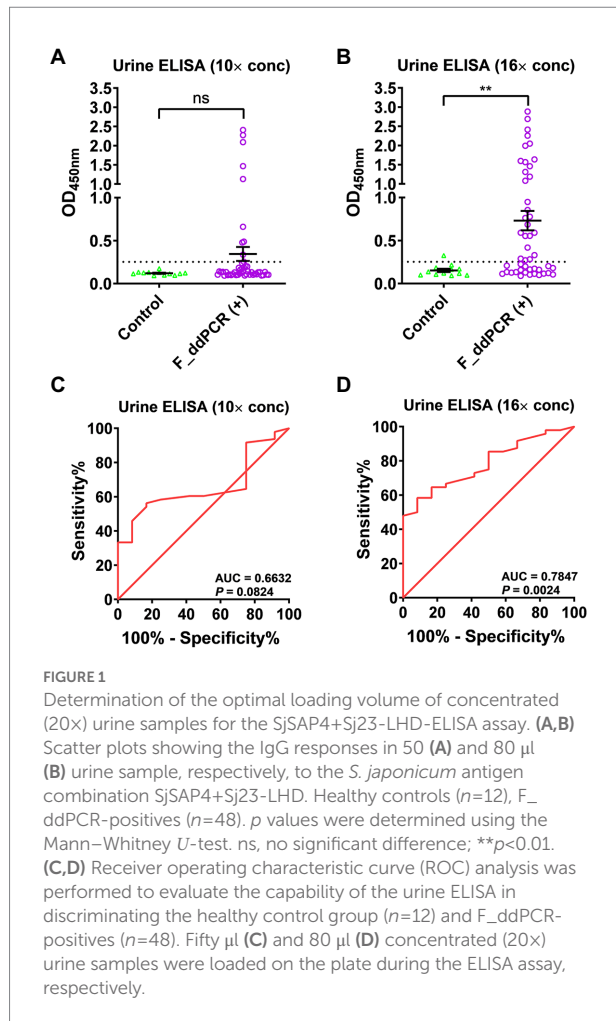 A
Urine ELISA (10× conc)
ns
OD450nm
3.5
3.0
2.5
2.0
1.5
1.0
1.0
0.5
0.0
Control
F_ddPCR (+)
B
Urine ELISA (16× conc)
**
3.5
3.0
2.5
2.0
1.5
1.0
1.0
0.5
0.0
Control
F_ddPCR (+)
C
Urine ELISA (10× conc)
Sensitivity%
100
80
60
40
20
0
AUC = 0.6632
P = 0.0824
0 20 40 60 80 100
100% - Specificity%
D
Urine ELISA (16× conc)
Sensitivity%
100
80
60
40
20
0
AUC = 0.7847
P = 0.0024
0 20 40 60 80 100
100% - Specificity%
FIGURE 1
Determination of the optimal loading volume of concentrated
(20×) urine samples for the SjSAP4+Sj23-LHD-ELISA assay. (A,B)
Scatter plots showing the IgG responses in 50 (A) and 80 μl
(B) urine sample, respectively, to the S. japonicum antigen
combination SjSAP4+Sj23-LHD. Healthy controls (n=12), F_
ddPCR-positives (n=48). p values were determined using the
Mann–Whitney U-test. ns, no significant difference; **p<0.01.
(C,D) Receiver operating characteristic curve (ROC) analysis was
performed to evaluate the capability of the urine ELISA in
discriminating the healthy control group (n=12) and F_ddPCR-
positives (n=48). Fifty μl (C) and 80 μl (D) concentrated (20×)
urine samples were loaded on the plate during the ELISA assay,
respectively.